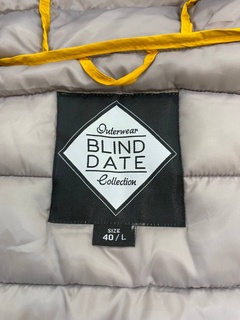 Outerwear
BLIND
DATE
Collection
SIZE
40 / L